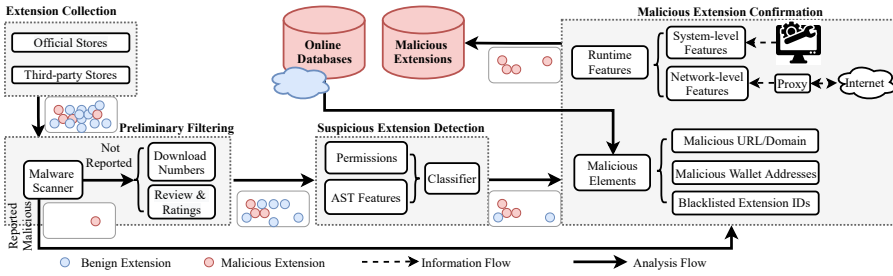 Extension Collection
Official Stores
Third-party Stores
Online
Databases
Malicious
Extensions
Malicious Extension Confirmation
Runtime
Features
System-level
Features
Network-level
Features
Proxy
Internet
Preliminary Filtering
Malware
Scanner
Not
Reported
Download
Numbers
Review &
Ratings
Reported
Malicious
Suspicious Extension Detection
Permissions
AST Features
Classifier
Malicious
Elements
Malicious URL/Domain
Malicious Wallet Addresses
Blacklisted Extension IDs
Benign Extension
Malicious Extension
Information Flow
Analysis Flow